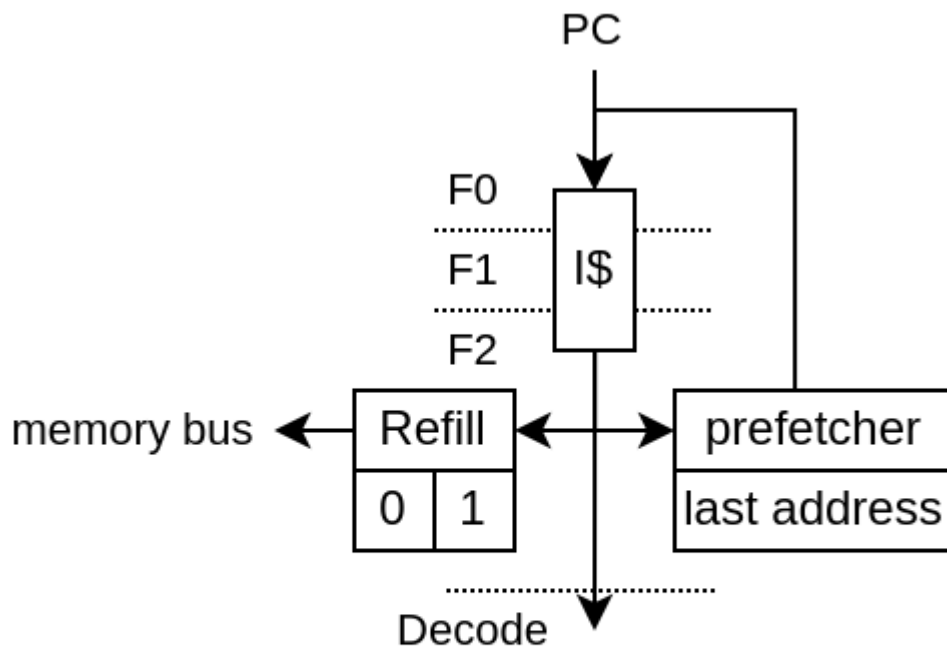 PC
F0
F1
I$
F2
memory bus
Refill
prefetcher
0
1
last address
Decode